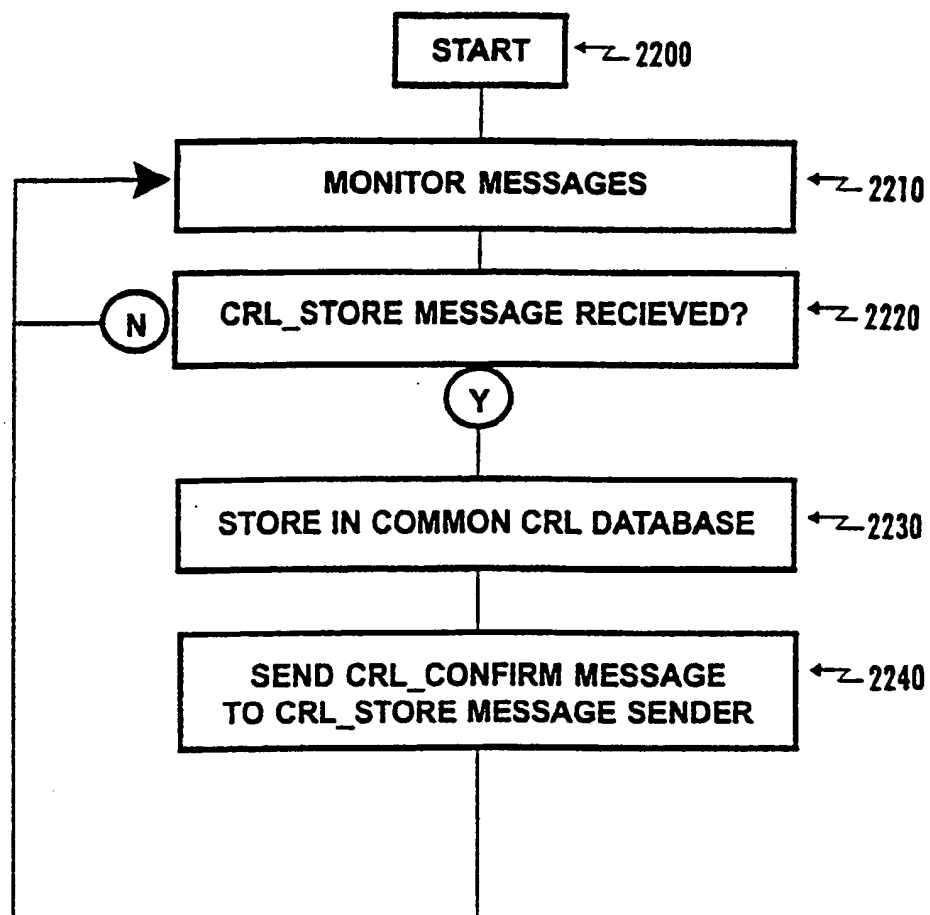 START
2200
MONITOR MESSAGES
2210
N
CRL_STORE MESSAGE RECIEVED?
2220
Y
STORE IN COMMON CRL DATABASE
2230
SEND CRL_CONFIRM MESSAGE
TO CRL_STORE MESSAGE SENDER
2240